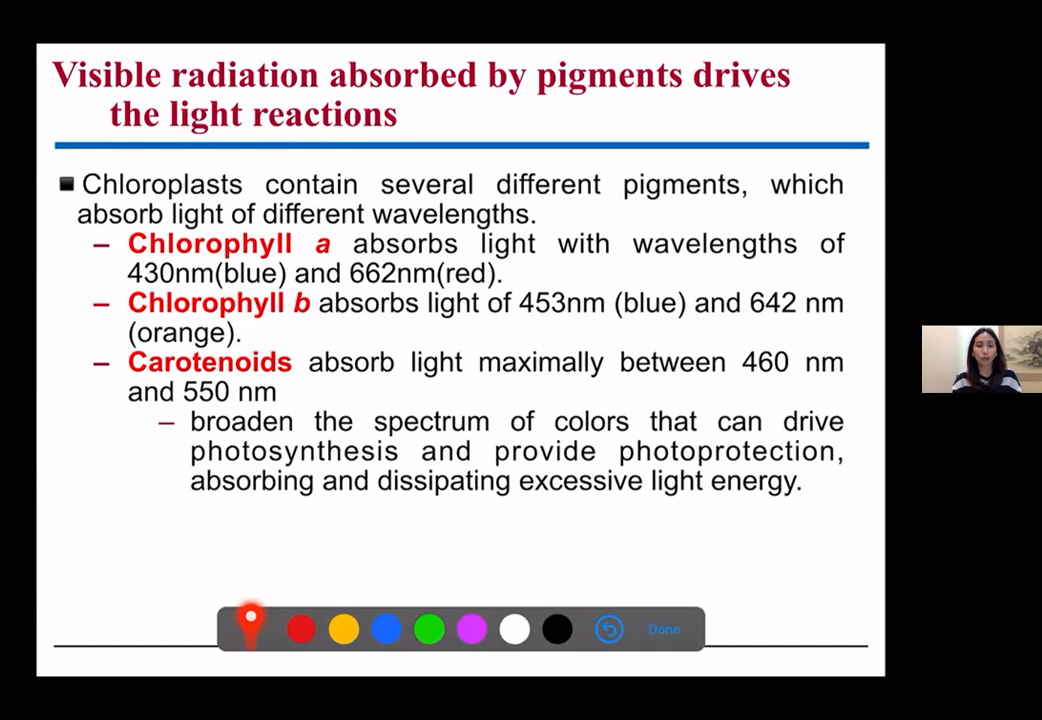 Visible radiation absorbed by pigments drives
the light reactions
Chloroplasts contain several different pigments, which
absorb light of different wavelengths.
– Chlorophyll a absorbs light with wavelengths of
430nm(blue) and 662nm(red).
– Chlorophyll b absorbs light of 453nm (blue) and 642 nm
(orange).
– Carotenoids absorb light maximally between 460 nm
and 550 nm
– broaden the spectrum of colors that can drive
photosynthesis and provide photoprotection,
absorbing and dissipating excessive light energy.
Done